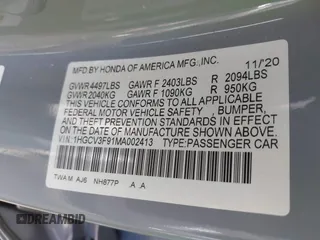 MFD.BY HONDA OF AMERICA MFG.,INC. 11/20
GVWR 4497LBS GAWR F 2403LBS R 2094LBS
GVWR 2040KG GAWR F 1090KG R 950KG
THIS VEHICLE CONFORMS TO ALL APPLICABLE
FEDERAL MOTOR VEHICLE SAFETY,
BUMPER, AND THEFT PREVENTION STANDARDS
IN EFFECT ON THE DATE OF MANUFACTURE
SHOWN ABOVE.
V I N:1HGCV3F91MA002413 TYPE:PASSENGER CAR
TWA M AJ6 NH877P .A .A
DREAMBID